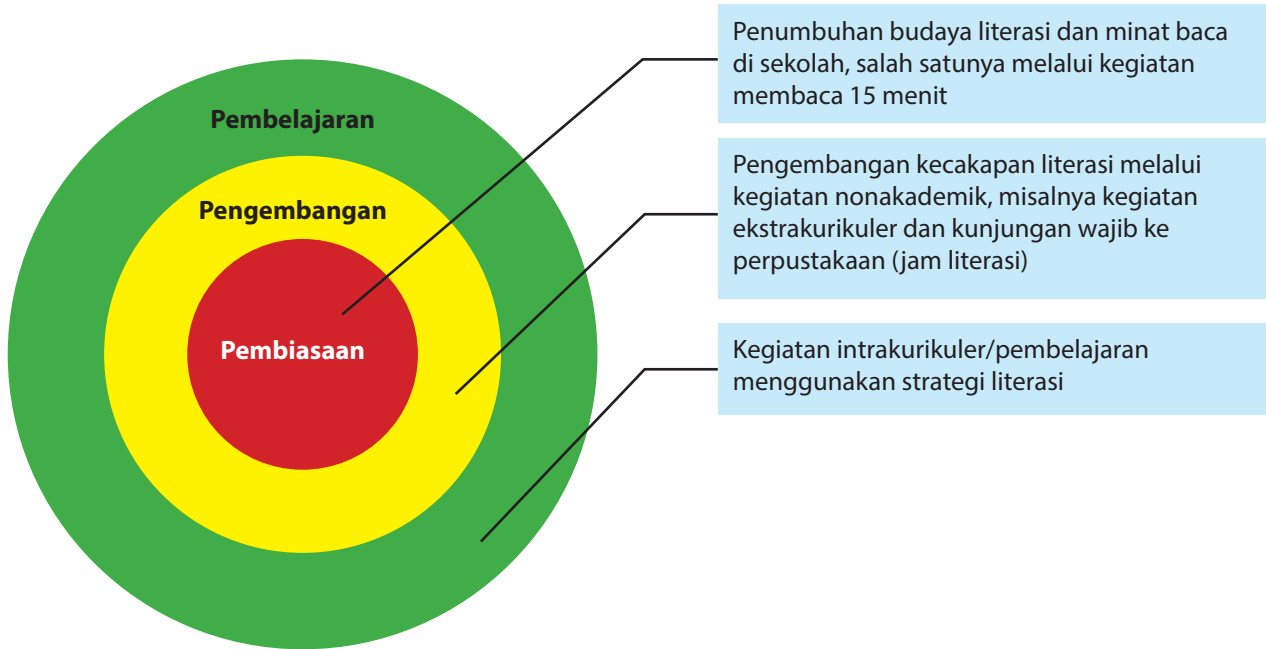 Pembelajaran
Pengembangan
Pembiasaan
Penumbuhan budaya literasi dan minat baca
di sekolah, salah satunya melalui kegiatan
membaca 15 menit
Pengembangan kecakapan literasi melalui
kegiatan nonakademik, misalnya kegiatan
ekstrakurikuler dan kunjungan wajib ke
perpustakaan (jam literasi)
Kegiatan intrakurikuler/pembelajaran
menggunakan strategi literasi